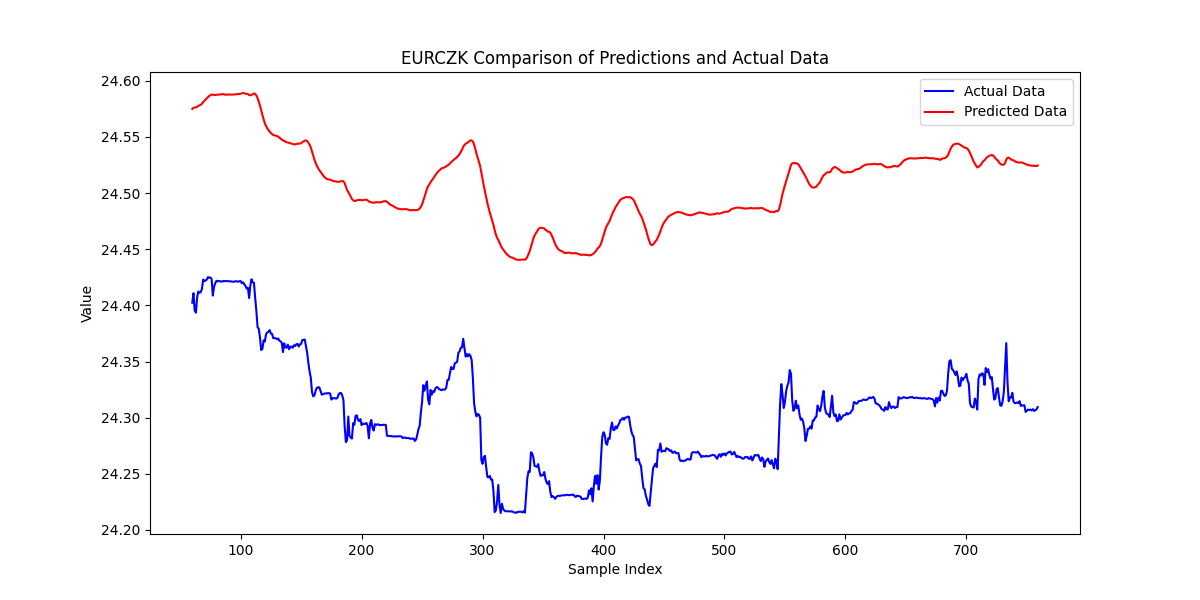 EURCZK Comparison of Predictions and Actual Data
Actual Data
Predicted Data
Value
24.60
24.55
24.50
24.45
24.40
24.35
24.30
24.25
24.20
100 200 300 400 500 600 700
Sample Index